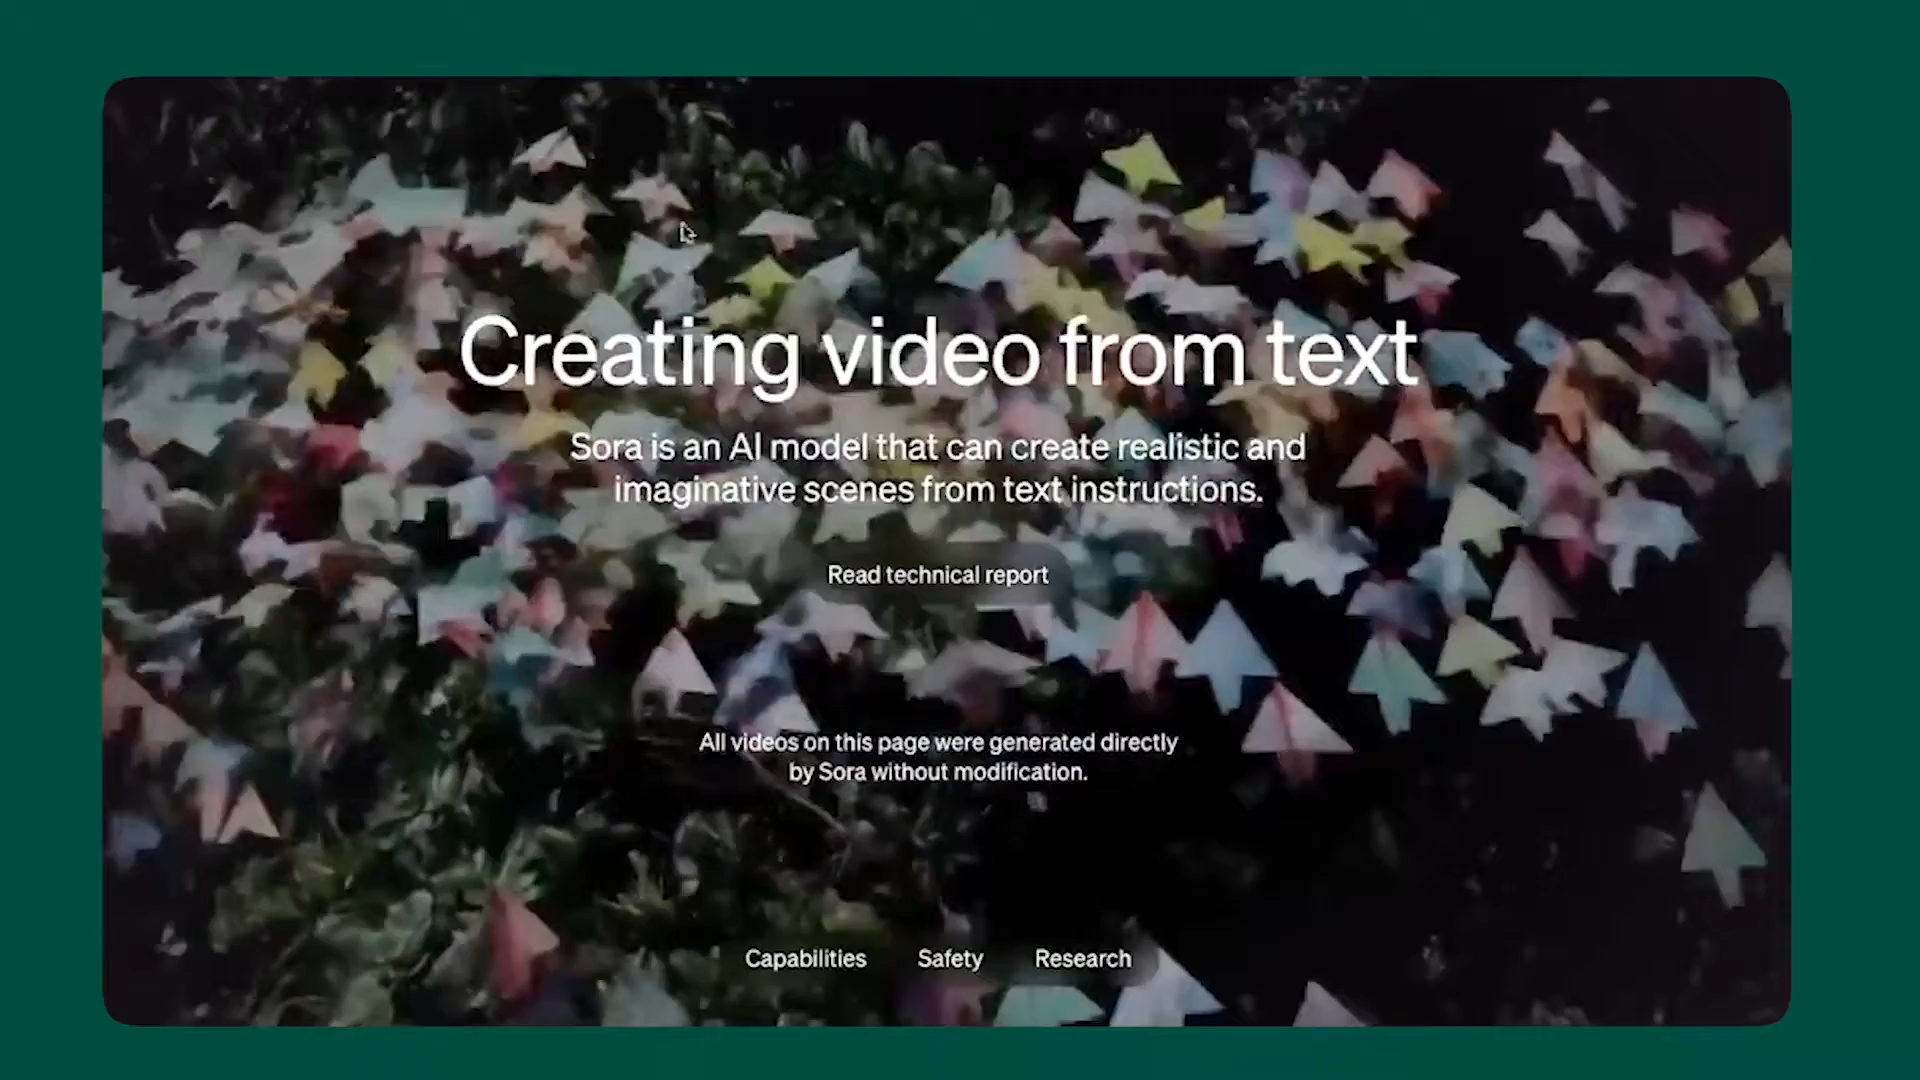 Creating video from text
Sora is an AI model that can create realistic and
imaginative scenes from text instructions.
Read technical report
All videos on this page were generated directly
by Sora without modification.
Capabilities Safety Research